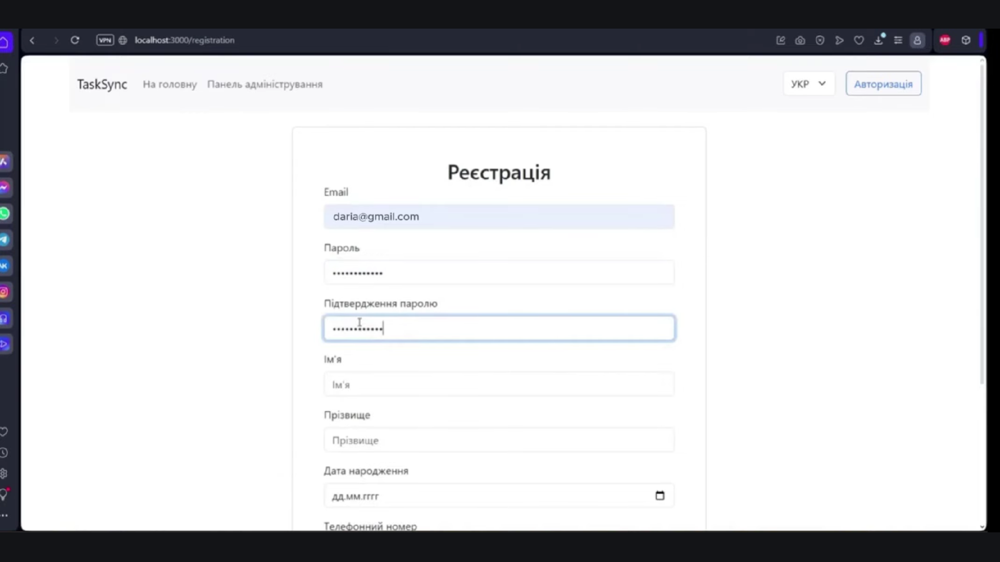 VPN localhost:3000/registration ABP
TaskSync На головну Панель адміністрування УКР Авторизація
Реєстрація
Email
daria@gmail.com
Пароль
••••••••••••
Підтвердження паролю
••••••••••••
Ім'я
Ім'я
Прізвище
Прізвище
Дата народження
дд.мм.гггг
Телефонний номер